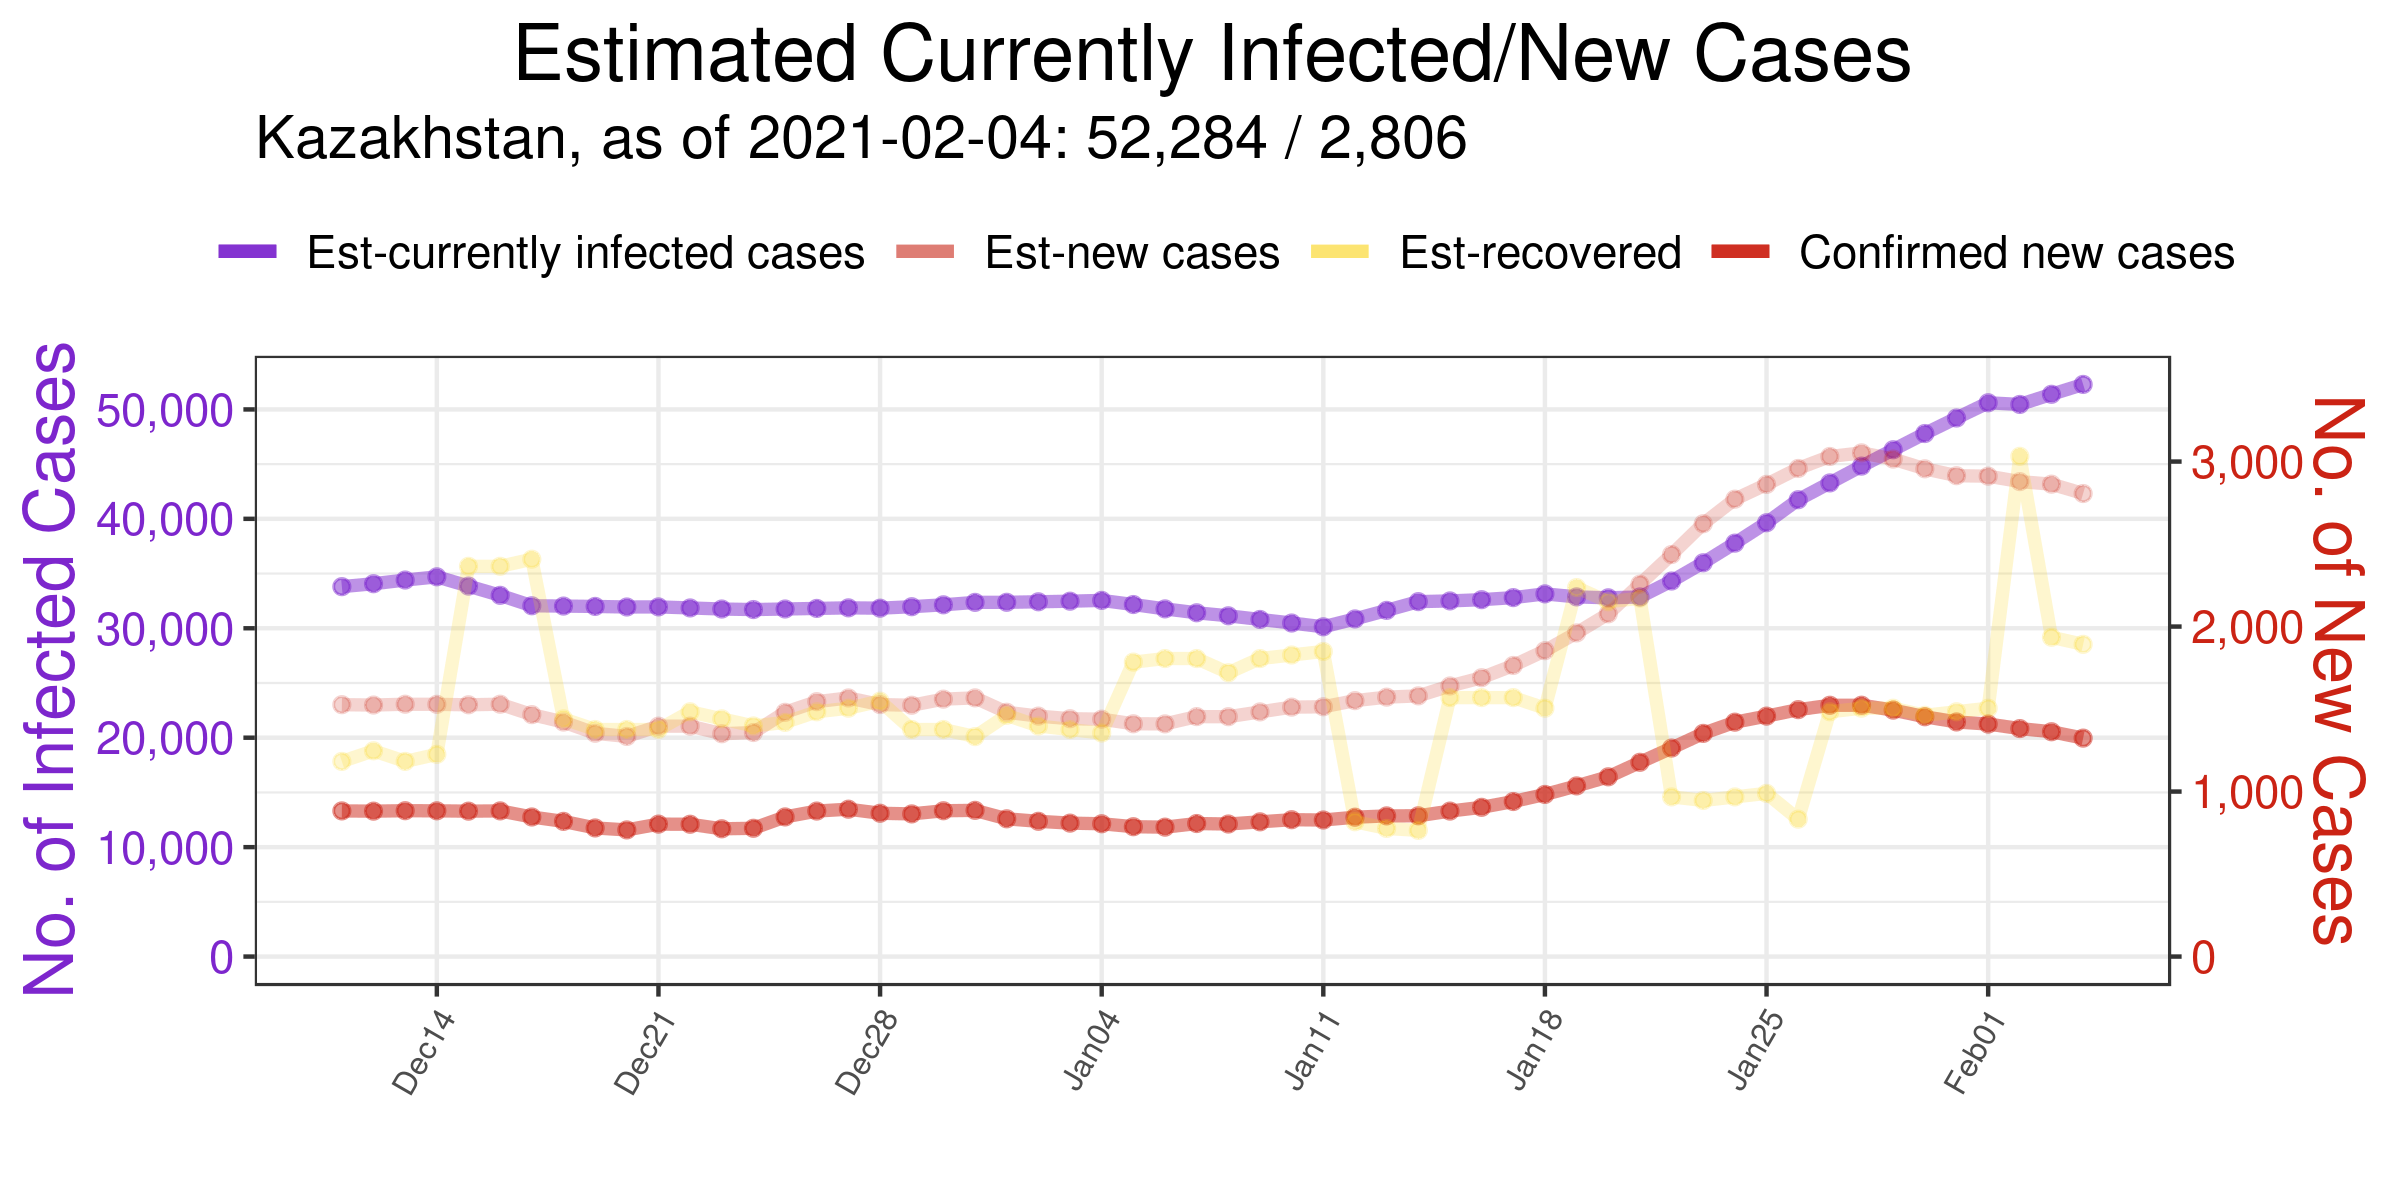 Estimated Currently Infected/New Cases
Kazakhstan, as of 2021-02-04: 52,284 / 2,806
Est-currently infected cases
Est-new cases
Est-recovered
Confirmed new cases
No. of Infected Cases
50,000
40,000
30,000
20,000
10,000
0
3,000
2,000
1,000
0
No. of New Cases
Dec14
Dec21
Dec28
Jan04
Jan11
Jan18
Jan25
Feb01